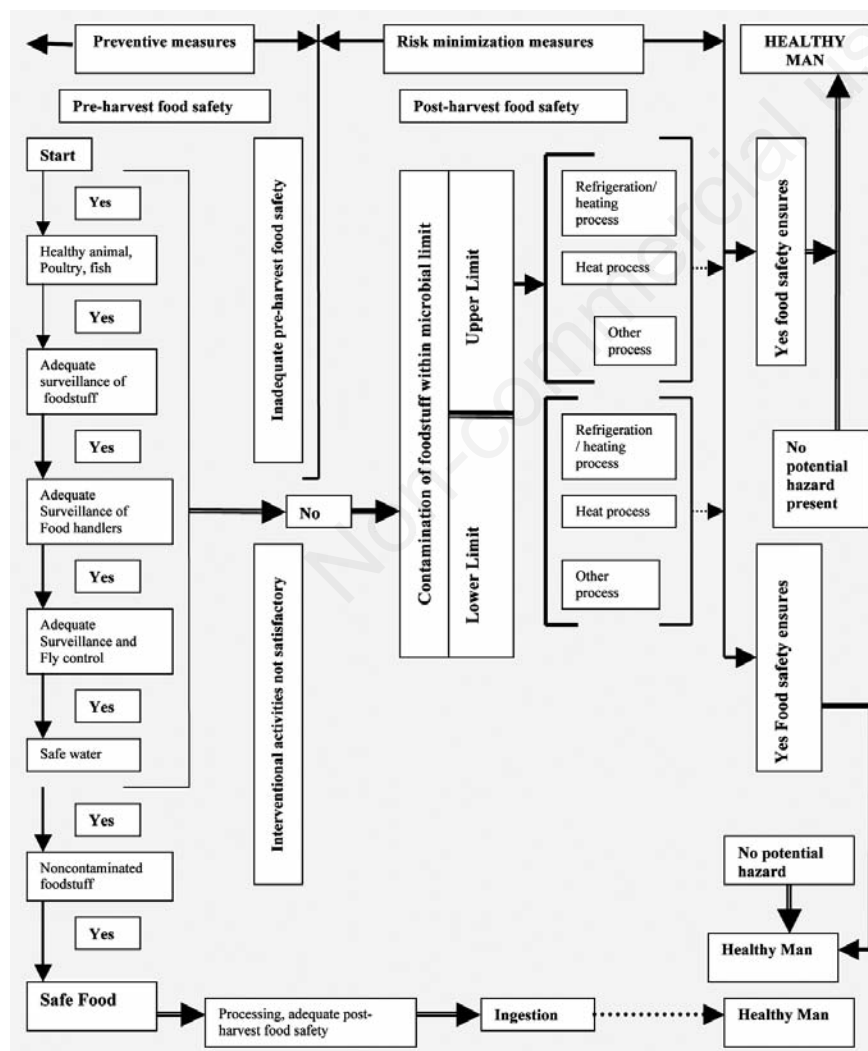 Preventive measures
Risk minimization measures
HEALTHY
MAN
Pre-harvest food safety
Post-harvest food safety
Start
Yes
Healthy animal,
Poultry, fish
Yes
Adequate
surveillance of
foodstuff
Yes
Adequate
Surveillance of
Food handlers
Yes
Adequate
Surveillance and
Fly control
Yes
Safe water
Yes
Noncontaminated
foodstuff
Yes
Safe Food
Inadequate pre-harvest food safety
No
Interventional activities not satisfactory
Contamination of foodstuff within microbial limit
Upper Limit
Lower Limit
Refrigeration/
heating
process
Heat process
Other
process
Refrigeration
/ heating
process
Heat process
Other
process
Yes food safety ensures
No
potential
hazard
present
Yes Food safety ensures
No potential
hazard
Healthy Man
Processing, adequate post-
harvest food safety
Ingestion
Healthy Man
Non-commercial us